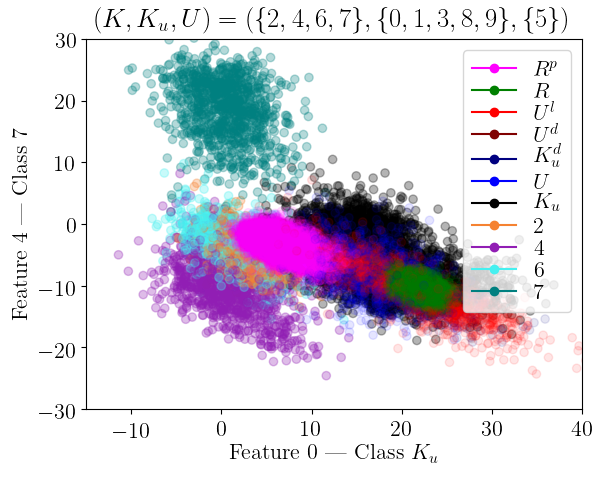 (K, K_u, U) = ({2, 4, 6, 7}, {0, 1, 3, 8, 9}, {5})
30
20
10
0
−10
−20
−30
Feature 4 — Class 7
−10 0 10 20 30 40
Feature 0 — Class K_u
R^p
R
U^l
U^d
K_u^d
U
K_u
2
4
6
7